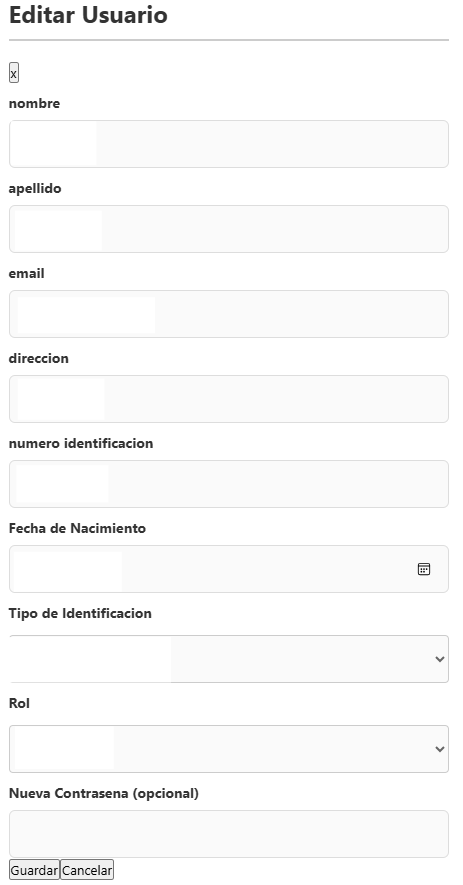 Editar Usuario
x
nombre
apellido
email
direccion
numero identificacion
Fecha de Nacimiento
Tipo de Identificacion
Rol
Nueva Contrasena (opcional)
Guardar Cancelar